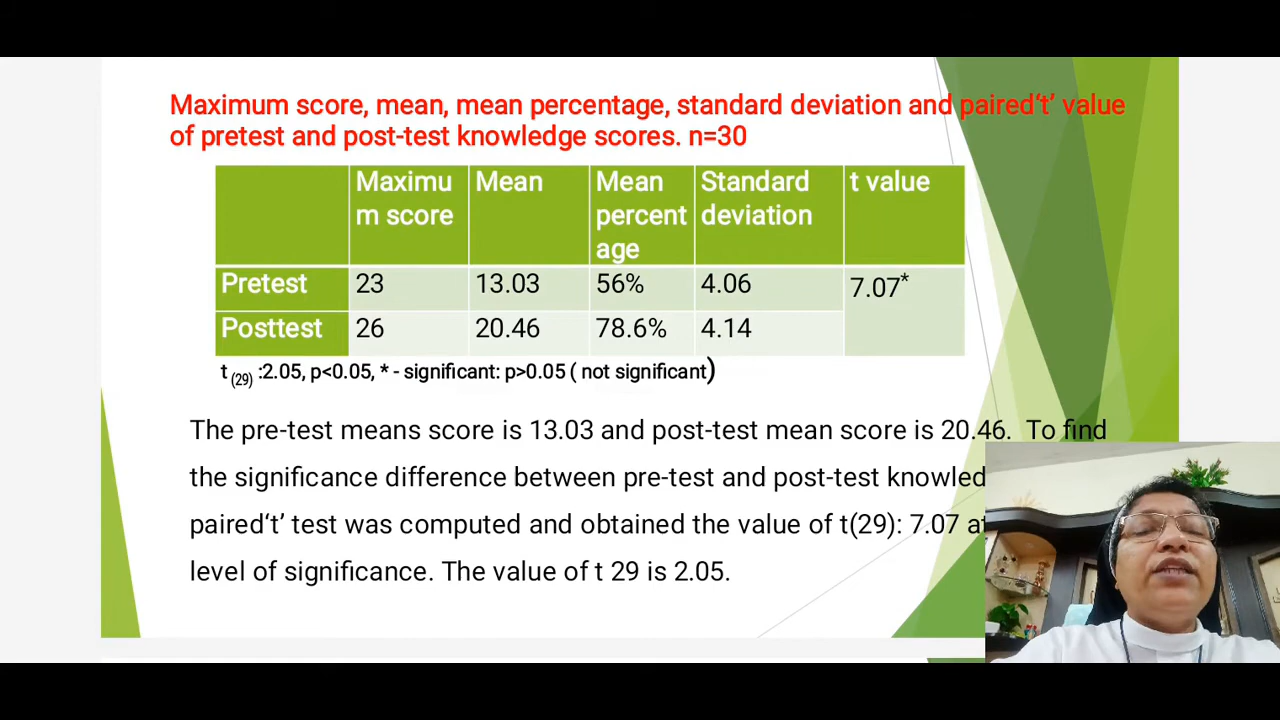 Maximum score, mean, mean percentage, standard deviation and paired‘t’ value
of pretest and post-test knowledge scores. n=30
Maximu
m score
Mean
Mean
percent
age
Standard
deviation
t value
Pretest 23 13.03 56% 4.06 7.07*
Posttest 26 20.46 78.6% 4.14
t (29) :2.05, p<0.05, * - significant: p>0.05 ( not significant)
The pre-test means score is 13.03 and post-test mean score is 20.46. To find
the significance difference between pre-test and post-test knowled
paired‘t’ test was computed and obtained the value of t(29): 7.07 at
level of significance. The value of t 29 is 2.05.